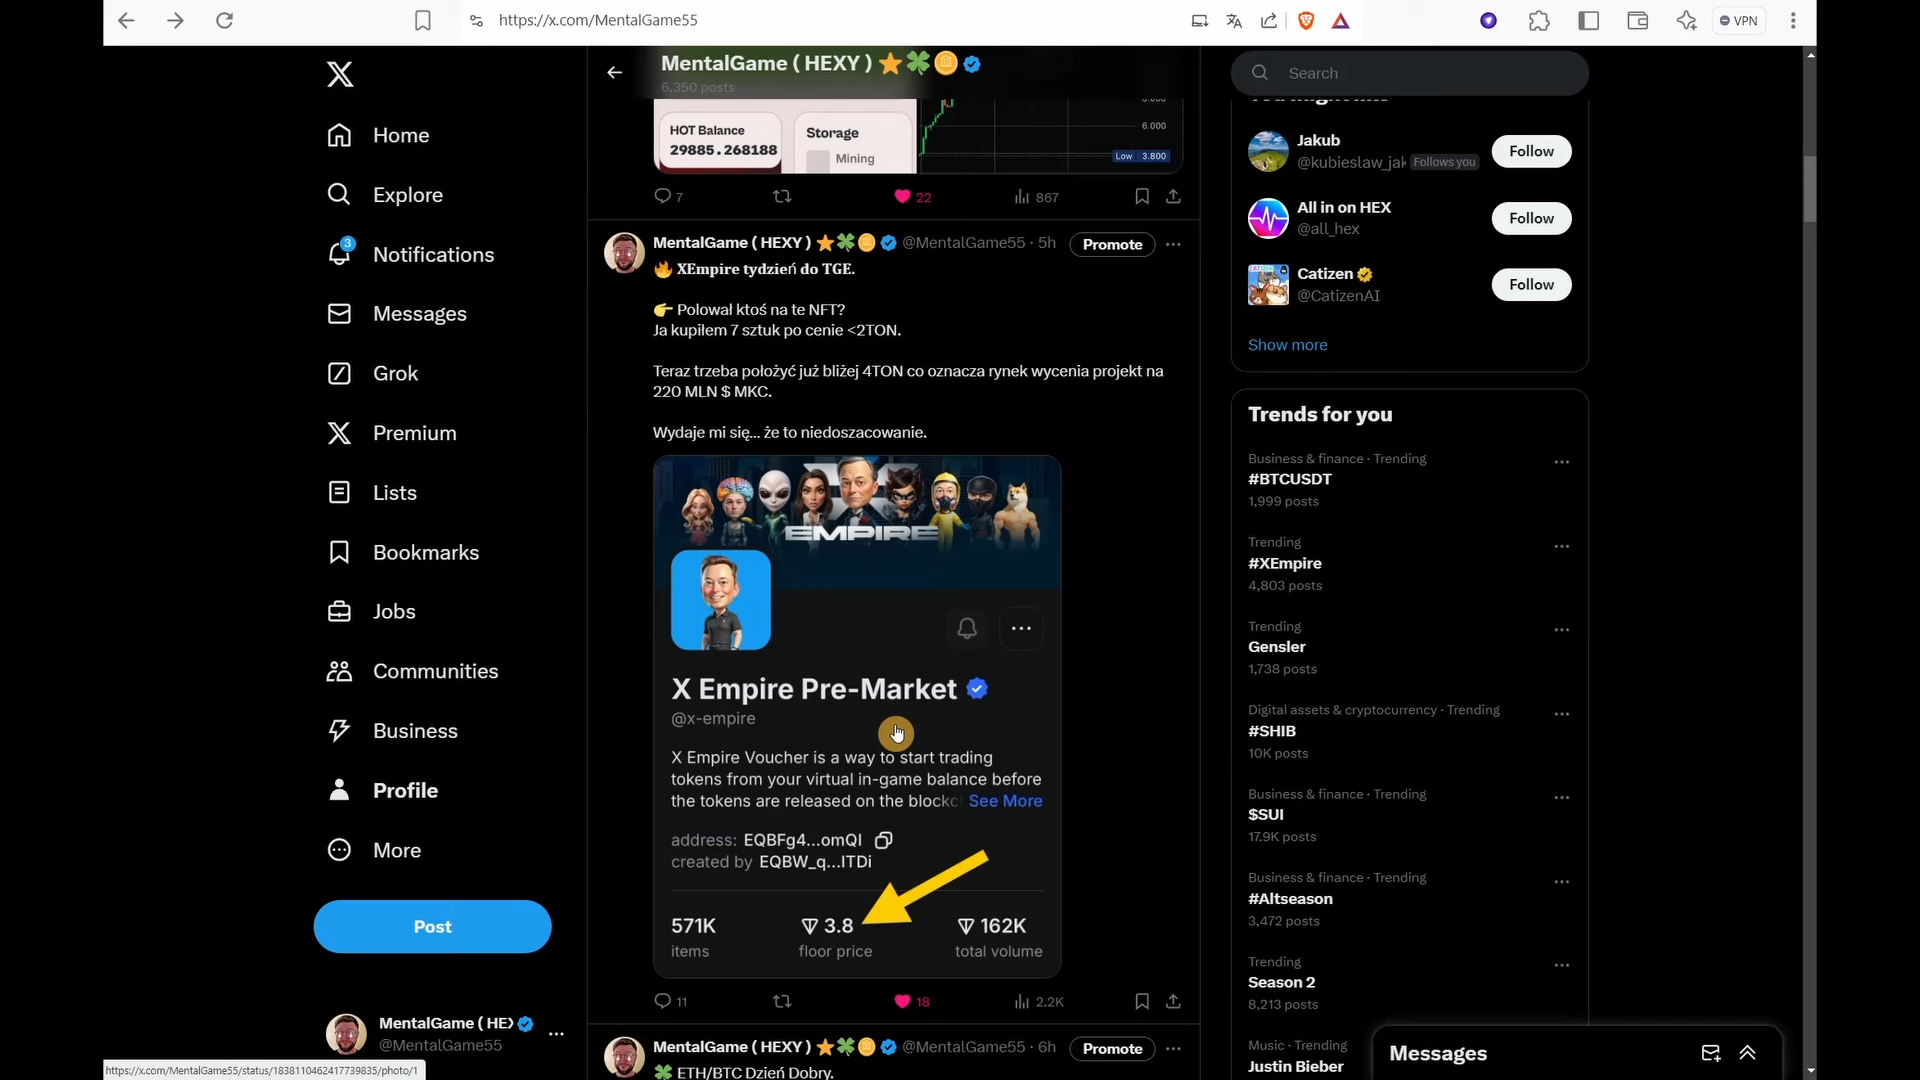 https://x.com/MentalGame55
VPN
MentalGame ( HEXY )
6,350 posts
HOT Balance
29885.268188
Storage
Mining
6.000
Low 3.800
7
22
867
Home
Explore
3
Notifications
Messages
Grok
Premium
Lists
Bookmarks
Jobs
Communities
Business
Profile
More
Post
MentalGame ( HEX
@MentalGame55
MentalGame ( HEXY ) @MentalGame55 · 5h
Promote
XEmpire tydzień do TGE.
Polował ktoś na te NFT?
Ja kupiłem 7 sztuk po cenie <2TON.
Teraz trzeba położyć już bliżej 4TON co oznacza rynek wycenia projekt na
220 MLN $ MKC.
Wydaje mi się... że to niedoszacowanie.
EMPIRE
X Empire Pre-Market
@x-empire
X Empire Voucher is a way to start trading
tokens from your virtual in-game balance before
the tokens are released on the blockc See More
address: EQBFg4...omQI
created by EQBW_q...ITDi
571K
3.8
162K
items
floor price
total volume
11
18
2.2K
MentalGame ( HEXY ) @MentalGame55 · 6h
Promote
ETH/BTC Dzień Dobry.
Search
Jakub
@kubieslaw_jak Follows you
Follow
All in on HEX
@all_hex
Follow
Catizen
@CatizenAI
Follow
Show more
Trends for you
Business & finance · Trending
#BTCUSDT
1,999 posts
Trending
#XEmpire
4,803 posts
Trending
Gensler
1,738 posts
Digital assets & cryptocurrency · Trending
#SHIB
10K posts
Business & finance · Trending
$SUI
17.9K posts
Business & finance · Trending
#Altseason
3,472 posts
Trending
Season 2
8,213 posts
Music · Trending
Justin Bieber
Messages
https://x.com/MentalGame55/status/1838110462417739835/photo/1